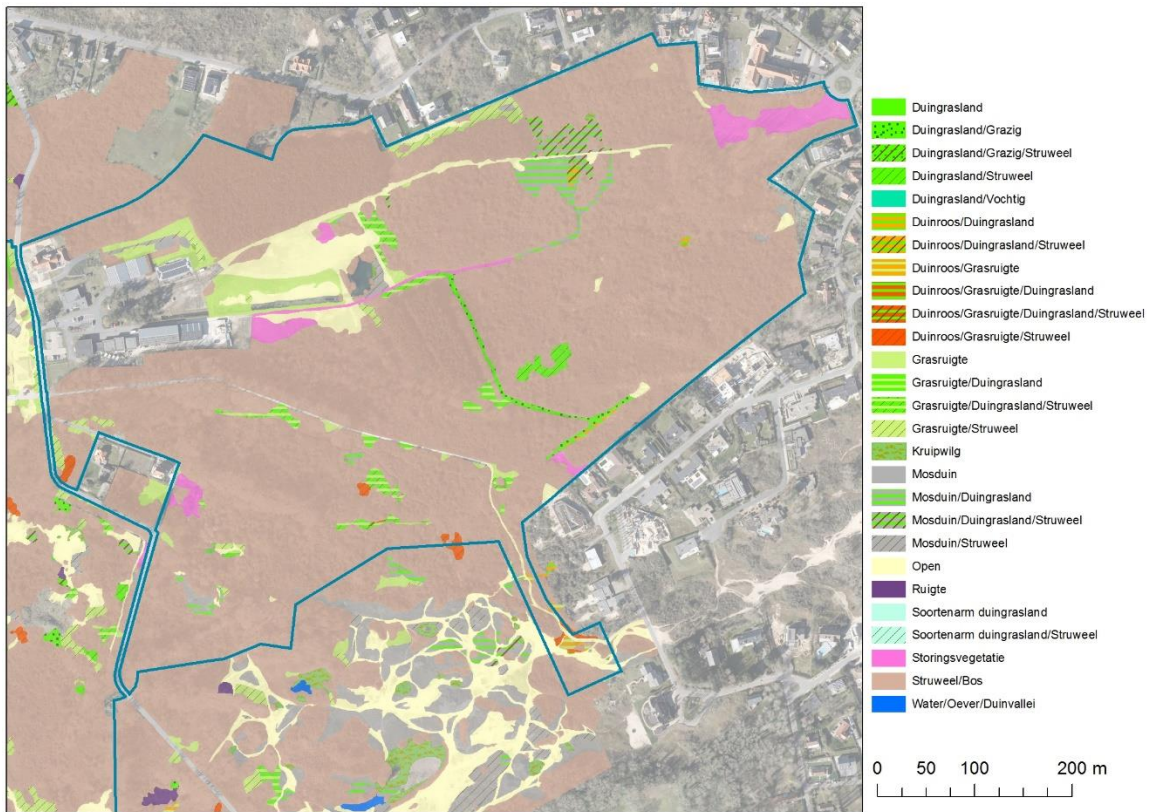 Duingrasland
Duingrasland/Grazig
Duingrasland/Grazig/Struweel
Duingrasland/Struweel
Duingrasland/Vochtig
Duinroos/Duingrasland
Duinroos/Duingrasland/Struweel
Duinroos/Grasruigte
Duinroos/Grasruigte/Duingrasland
Duinroos/Grasruigte/Duingrasland/Struweel
Duinroos/Grasruigte/Struweel
Grasruigte
Grasruigte/Duingrasland
Grasruigte/Duingrasland/Struweel
Grasruigte/Struweel
Kruipwilg
Mosduin
Mosduin/Duingrasland
Mosduin/Duingrasland/Struweel
Mosduin/Struweel
Open
Ruigte
Soortenarm duingrasland
Soortenarm duingrasland/Struweel
Storingsvegetatie
Struweel/Bos
Water/Oever/Duinvallei
0 50 100 200 m